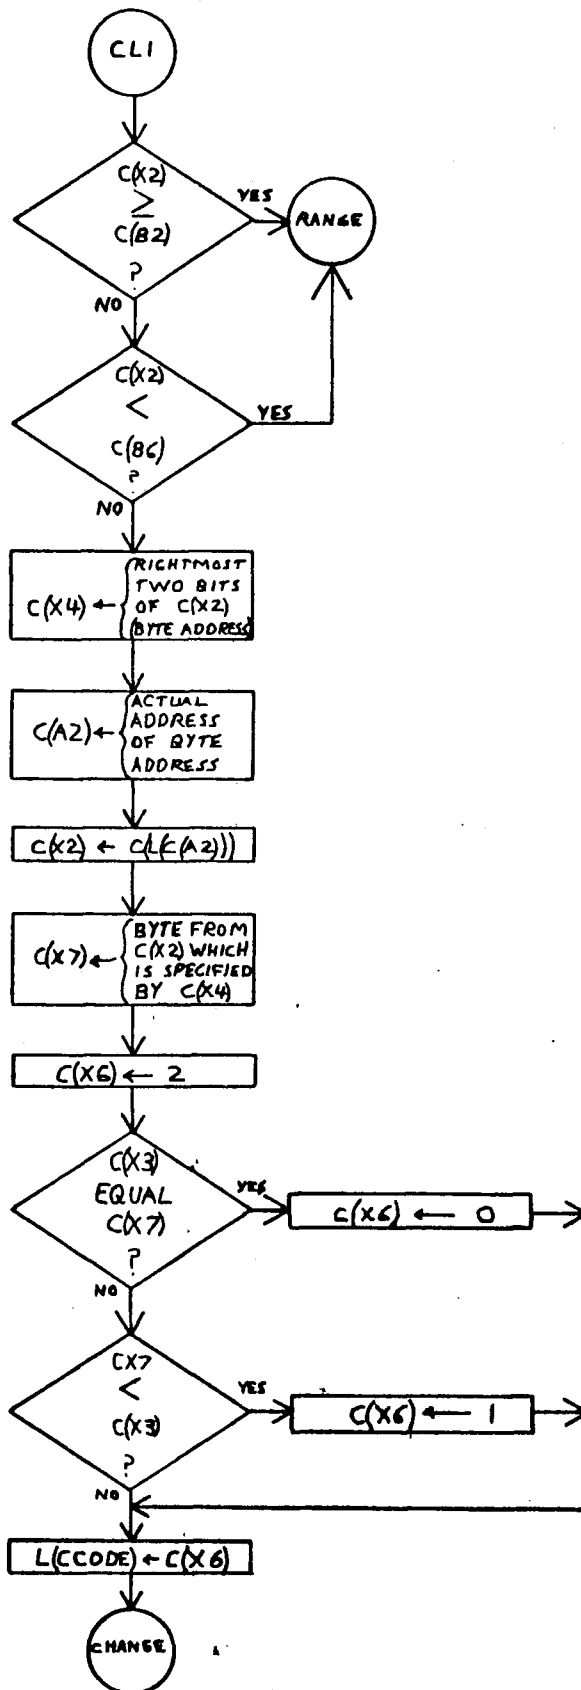 CLI
C(X2)
≥
C(B2)
?
YES
RANGE
NO
C(X2)
<
C(B6)
?
YES
NO
C(X4) ← { RIGHTMOST
TWO BITS
OF C(X2)
(BYTE ADDRESS)
C(A2) ← { ACTUAL
ADDRESS
OF BYTE
ADDRESS
C(X2) ← C(L(C(A2)))
C(X7) ← { BYTE FROM
C(X2) WHICH
IS SPECIFIED
BY C(X4)
C(X6) ← 2
C(X3)
EQUAL
C(X7)
?
YES
C(X6) ← 0
NO
CX7
<
C(X3)
?
YES
C(X6) ← 1
NO
L(CCODE) ← C(X6)
CHANGE